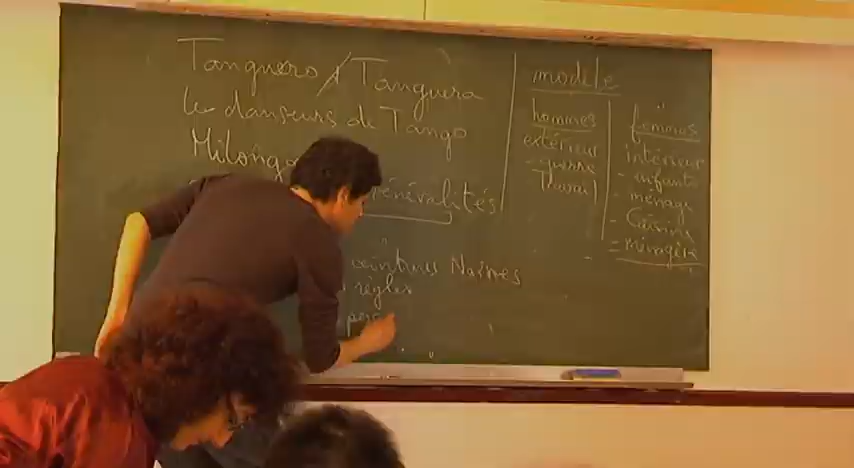 Tanguero / Tanguera
les danseurs de Tango
Milonga
généralités
ceintures Noires
règles
modèle
hommes
extérieur
- guerre
Travail
femmes
intérieur
- enfants
- ménage
- Cuisine
- ménagère